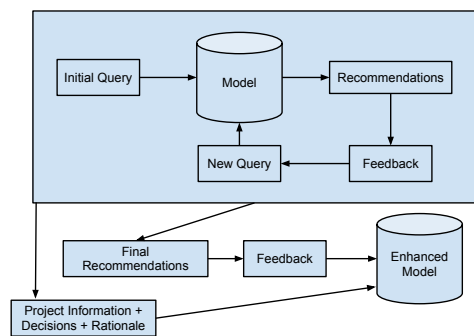 Initial Query
Model
Recommendations
New Query
Feedback
Final
Recommendations
Feedback
Enhanced
Model
Project Information +
Decisions + Rationale